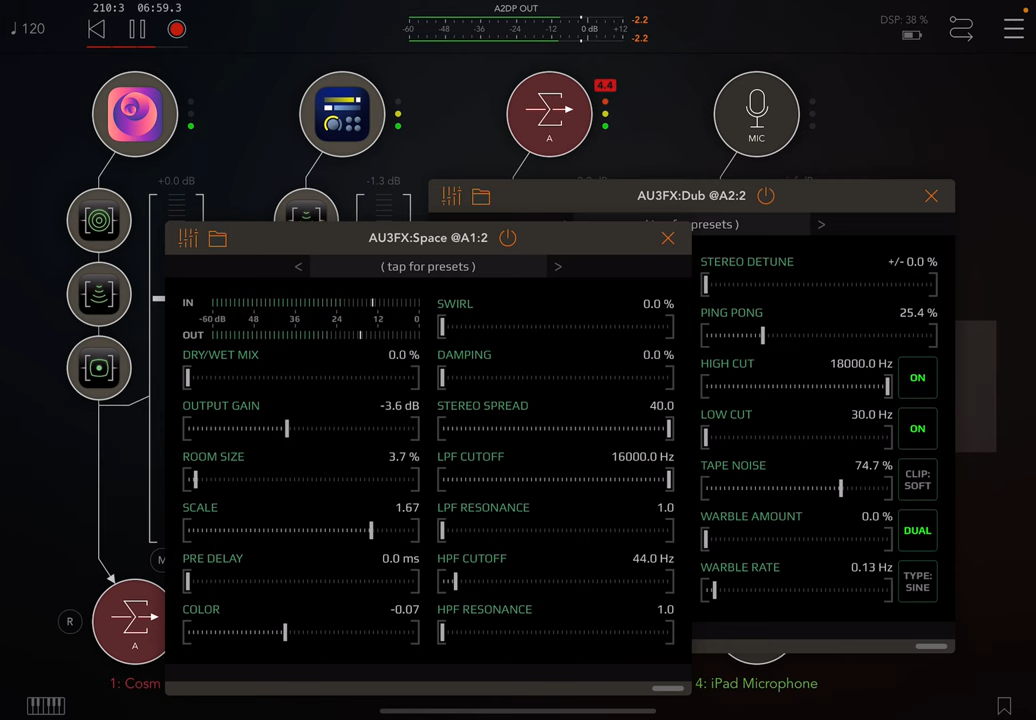 210:3 06:59.3
A2DP OUT
♩ 120
-60 -48 -36 -24 -12 0 dB +12
-2.2
-2.2
DSP: 38 %
4.4
A
MIC
+0.0 dB
-1.3 dB
AU3FX:Dub @A2:2
presets )
>
AU3FX:Space @A1:2
<
( tap for presets )
>
IN
-60 dB 48 36 24 12 0
OUT
DRY/WET MIX 0.0 %
OUTPUT GAIN -3.6 dB
ROOM SIZE 3.7 %
SCALE 1.67
PRE DELAY 0.0 ms
COLOR -0.07
SWIRL 0.0 %
DAMPING 0.0 %
STEREO SPREAD 40.0
LPF CUTOFF 16000.0 Hz
LPF RESONANCE 1.0
HPF CUTOFF 44.0 Hz
HPF RESONANCE 1.0
STEREO DETUNE +/- 0.0 %
PING PONG 25.4 %
HIGH CUT 18000.0 Hz
ON
LOW CUT 30.0 Hz
ON
TAPE NOISE 74.7 %
CLIP:
SOFT
WARBLE AMOUNT 0.0 %
DUAL
WARBLE RATE 0.13 Hz
TYPE:
SINE
M
R
A
1: Cosm
4: iPad Microphone